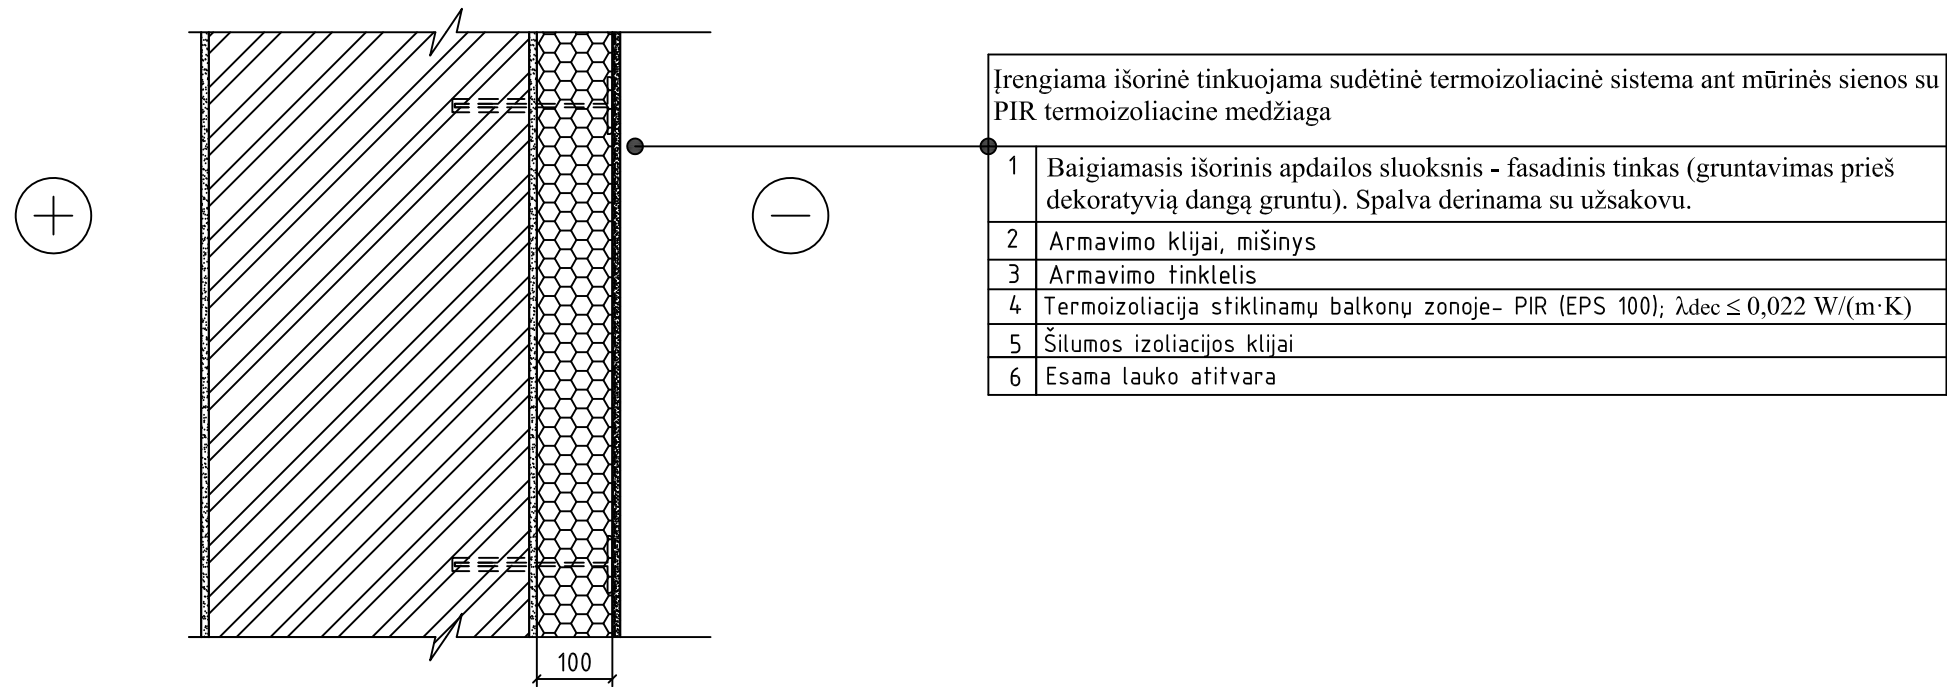 Įrengiama išorinė tinkuojama sudėtinė termoizoliacinė sistema ant mūrinės sienos su
PIR termoizoliacine medžiaga
1 Baigiamasis išorinis apdailos sluoksnis - fasadinis tinkas (gruntavimas prieš
dekoratyvią dangą gruntu). Spalva derinama su užsakovu.
2 Armavimo klijai, mišinys
3 Armavimo tinklelis
4 Termoizoliacija stiklinamų balkonų zonoje- PIR (EPS 100); λdec ≤ 0,022 W/(m·K)
5 Šilumos izoliacijos klijai
6 Esama lauko atitvara
100